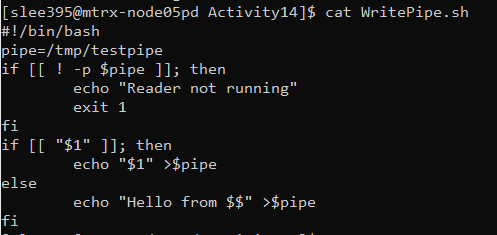 [slee395@mtrx-node05pd Activity14]$ cat WritePipe.sh
#!/bin/bash
pipe=/tmp/testpipe
if [[ ! -p $pipe ]]; then
        echo "Reader not running"
        exit 1
fi
if [[ "$1" ]]; then
        echo "$1" >$pipe
else
        echo "Hello from $$" >$pipe
fi